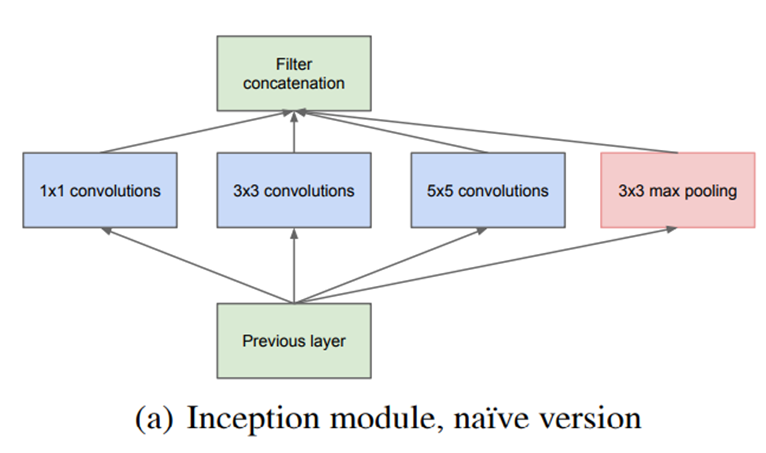 Filter
concatenation
1x1 convolutions
3x3 convolutions
5x5 convolutions
3x3 max pooling
Previous layer
(a) Inception module, naïve version